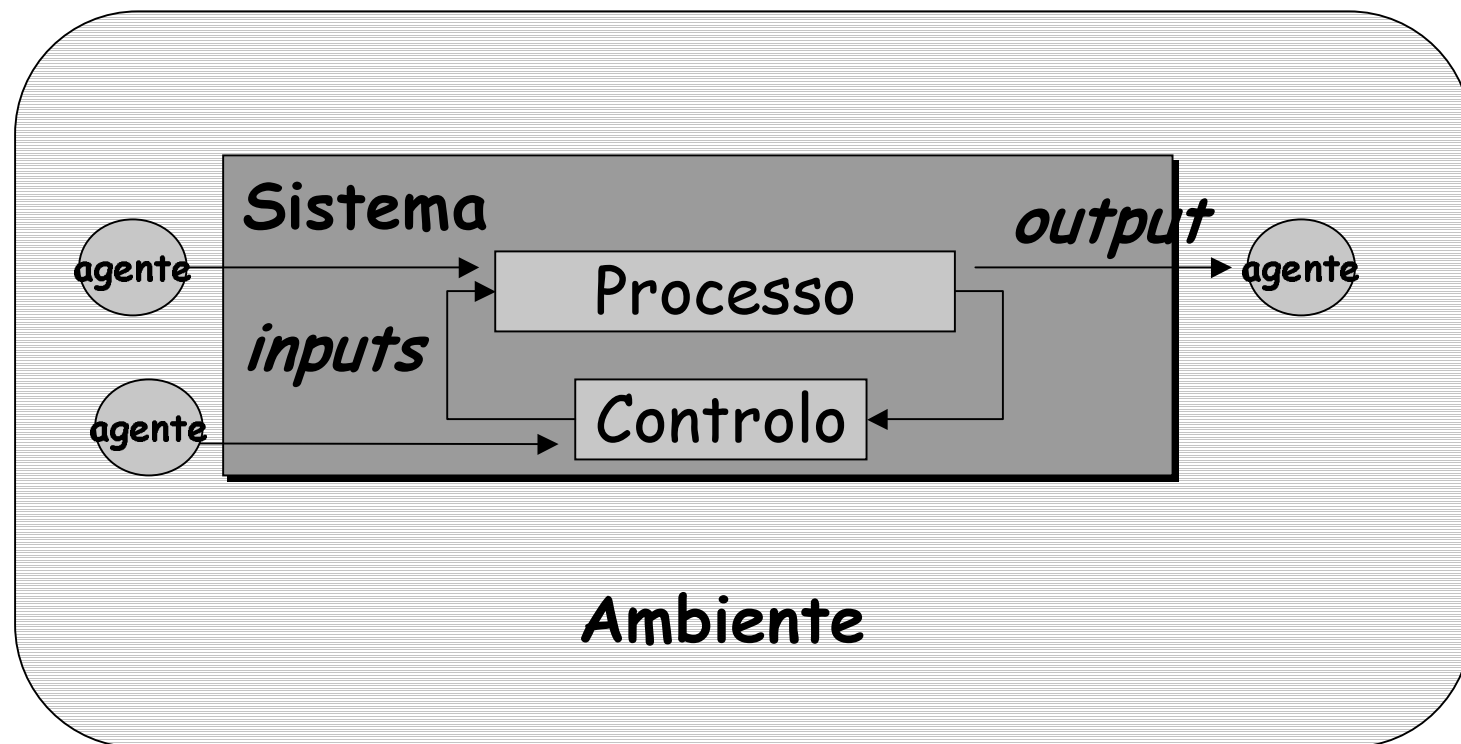 Sistema
output
agente
agente
Processo
inputs
Controlo
agente
Ambiente